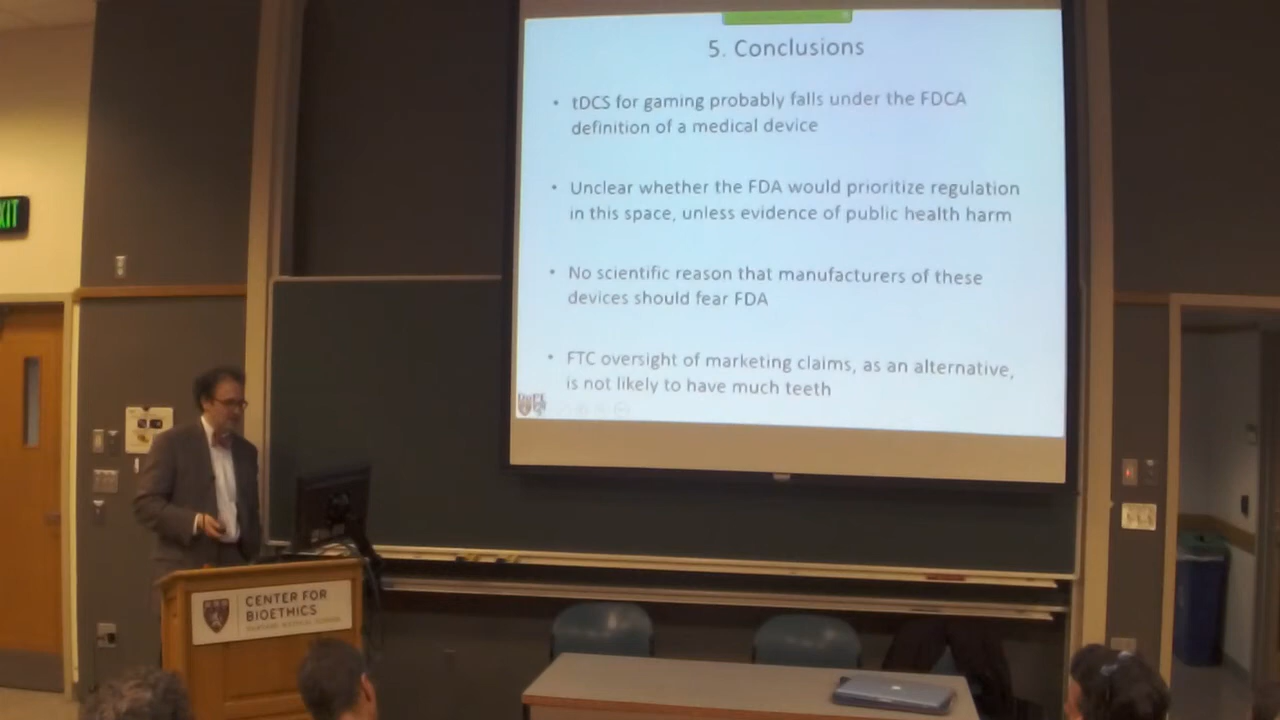 5. Conclusions
• tDCS for gaming probably falls under the FDCA
definition of a medical device
• Unclear whether the FDA would prioritize regulation
in this space, unless evidence of public health harm
• No scientific reason that manufacturers of these
devices should fear FDA
• FTC oversight of marketing claims, as an alternative,
is not likely to have much teeth
EXIT
CENTER FOR
BIOETHICS
HARVARD MEDICAL SCHOOL